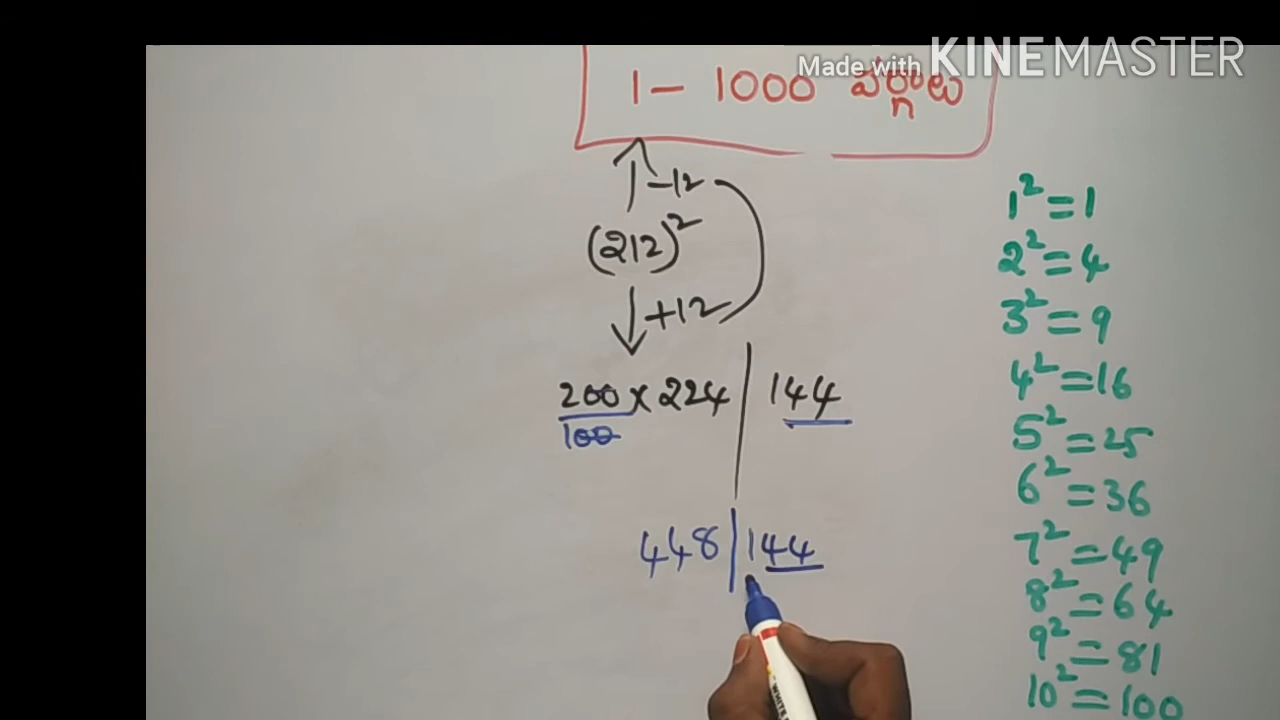 Made with KINEMASTER
1 - 1000 వర్గాలు
-12
(212)²
+12
200 x 224 | 144
100
448 | 144
1² = 1
2² = 4
3² = 9
4² = 16
5² = 25
6² = 36
7² = 49
8² = 64
9² = 81
10² = 100